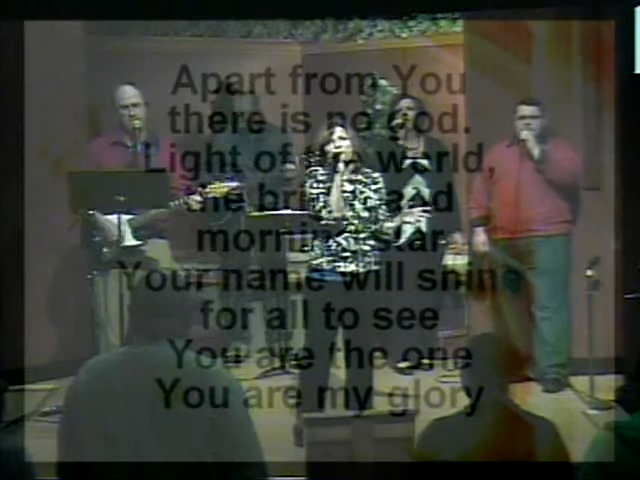 Apart from You
there is no god.
Light of the world,
the bright and
morning star
Your name will shine
for all to see
You are the one
You are my glory